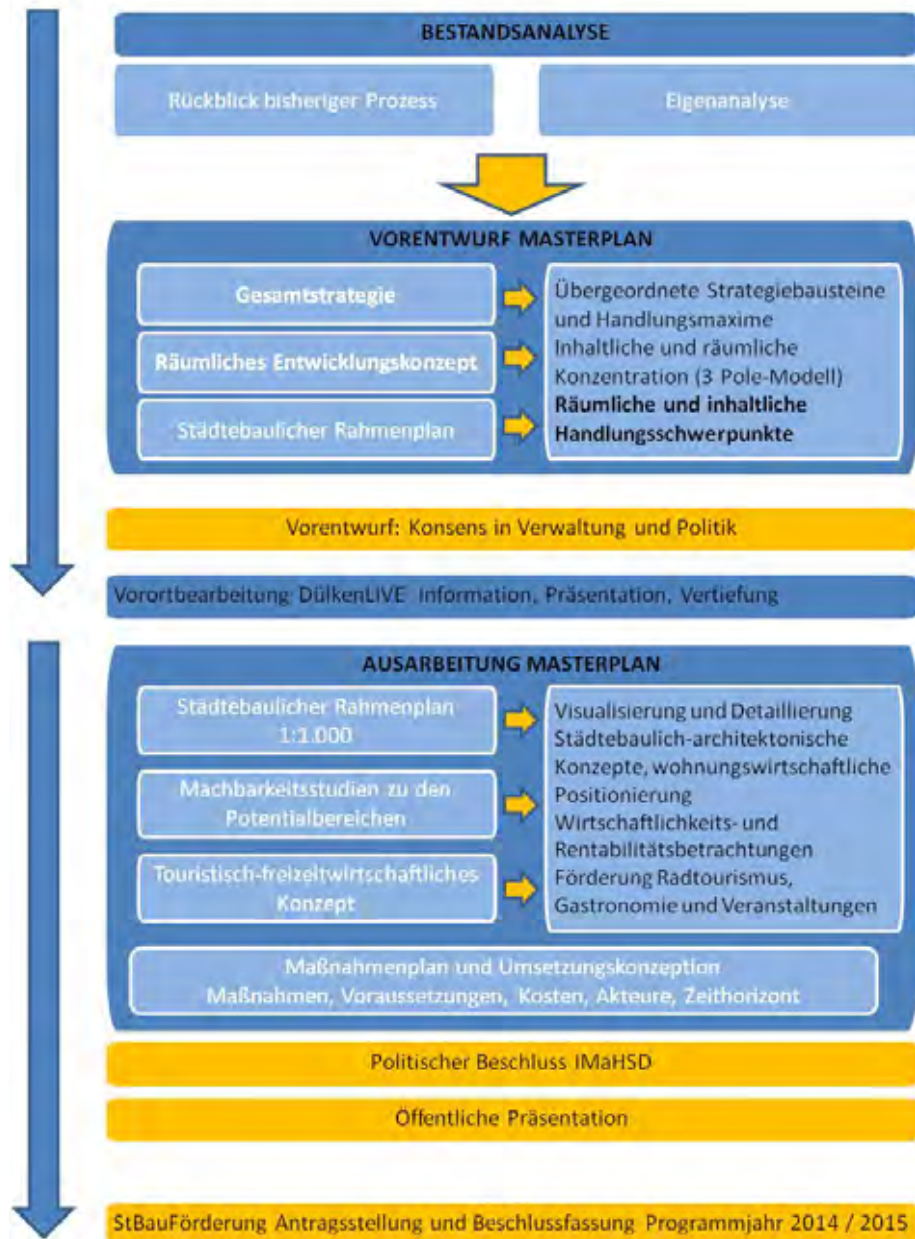 BESTANDSANALYSE
Rückblick bisheriger Prozess
Eigenanalyse
VORENTWURF MASTERPLAN
Gesamtstrategie
Räumliches Entwicklungskonzept
Städtebaulicher Rahmenplan
Übergeordnete Strategiebausteine
und Handlungsmaxime
Inhaltliche und räumliche
Konzentration (3 Pole-Modell)
Räumliche und inhaltliche
Handlungsschwerpunkte
Vorentwurf: Konsens in Verwaltung und Politik
Vorortbearbeitung DülkenLIVE Information, Präsentation, Vertiefung
AUSARBEITUNG MASTERPLAN
Städtebaulicher Rahmenplan
1:1.000
Machbarkeitsstudien zu den
Potentialbereichen
Touristisch-freizeitwirtschaftliches
Konzept
Visualisierung und Detaillierung
Städtebaulich-architektonische
Konzepte, wohnungswirtschaftliche
Positionierung
Wirtschaftlichkeits- und
Rentabilitätsbetrachtungen
Förderung Radtourismus,
Gastronomie und Veranstaltungen
Maßnahmenplan und Umsetzungskonzeption
Maßnahmen, Voraussetzungen, Kosten, Akteure, Zeithorizont
Politischer Beschluss IMaHSD
Öffentliche Präsentation
StBauFörderung Antragsstellung und Beschlussfassung Programmjahr 2014 / 2015